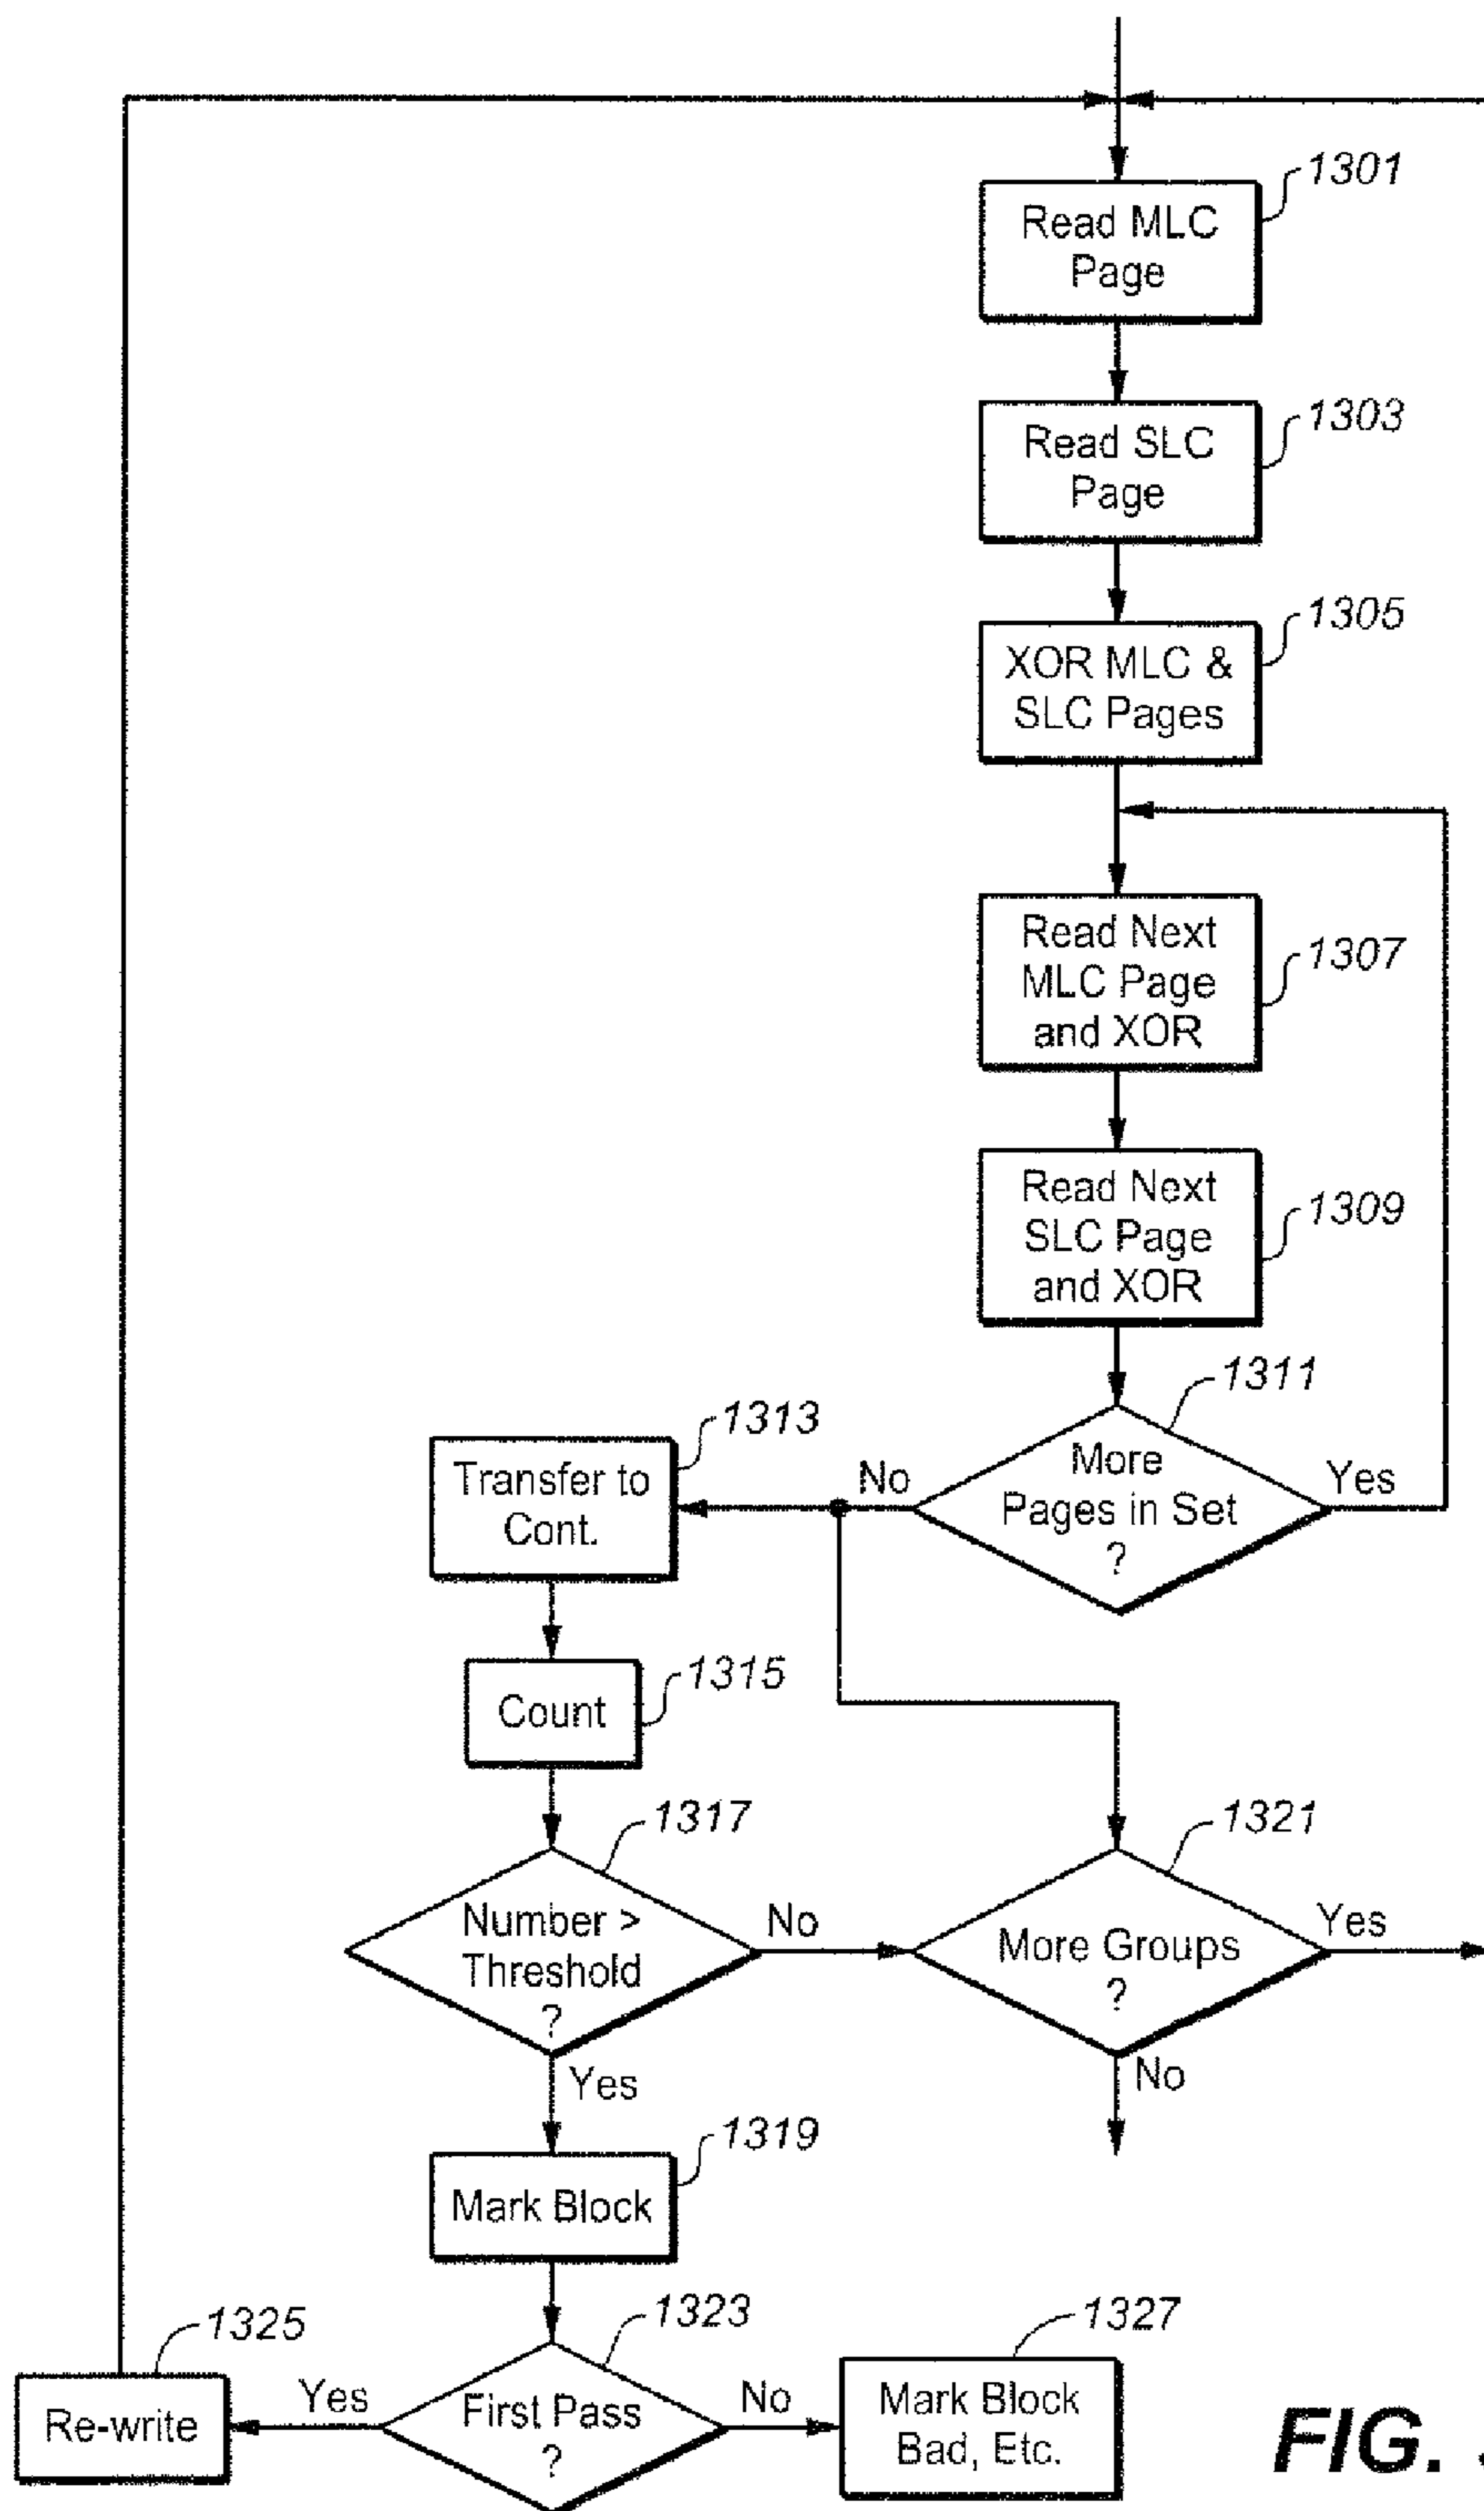 1301
Read MLC
Page
1303
Read SLC
Page
1305
XOR MLC &
SLC Pages
Read Next
MLC Page
and XOR
1307
Read Next
SLC Page
and XOR
1309
1311
More
Pages in Set
?
No
Yes
1313
Transfer to
Cont.
1315
Count
1317
Number >
Threshold
?
No
Yes
1321
More Groups
?
Yes
No
1319
Mark Block
1323
First Pass
?
Yes
No
1325
Re-write
1327
Mark Block
Bad, Etc.
FIG.